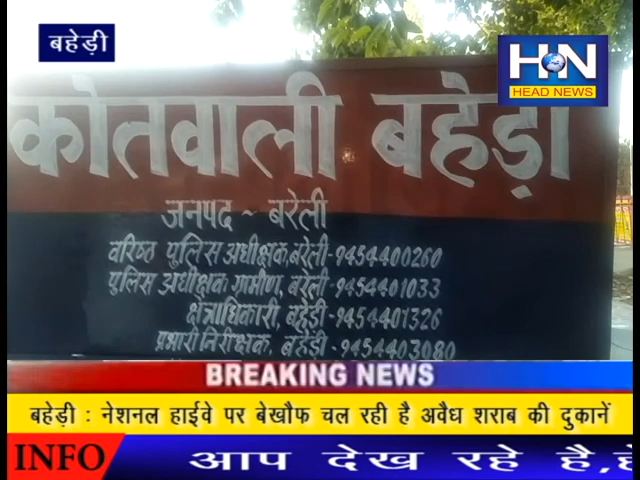 बहेड़ी
HN
HEAD NEWS
कोतवाली बहेड़ी
जनपद ~ बरेली
वरिष्ठ पुलिस अधीक्षक, बरेली-9454400260
पुलिस अधीक्षक ग्रामीण, बरेली-9454401033
क्षेत्राधिकारी, बहेड़ी-9454401326
प्रभारी निरीक्षक, बहेड़ी-9454403080
BREAKING NEWS
बहेड़ी : नेशनल हाईवे पर बेखौफ चल रही है अवैध शराब की दुकानें
INFO आप देख रहे है,